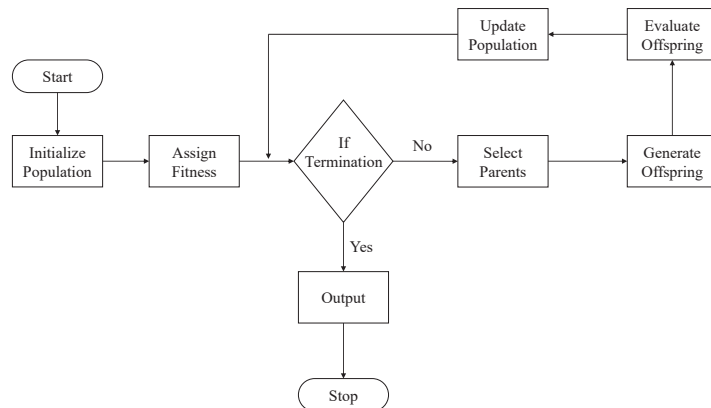 Start
Initialize
Population
Assign
Fitness
If
Termination
No
Select
Parents
Generate
Offspring
Evaluate
Offspring
Update
Population
Yes
Output
Stop